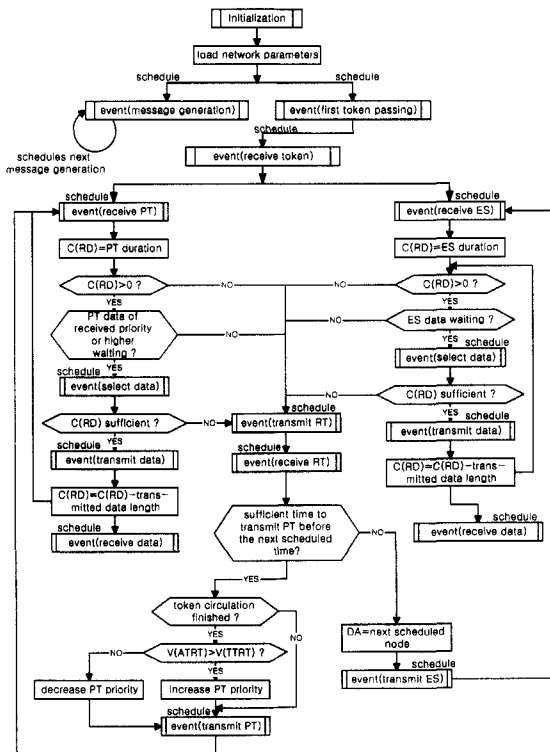 Initialization
load network parameters
schedule
schedule
event(message generation)
event(first token passing)
schedules next
message generation
schedule
event(receive token)
schedule
event(receive PT)
schedule
event(receive ES)
C(RD)=PT duration
C(RD)=ES duration
C(RD)>0 ?
NO
NO
C(RD)>0 ?
YES
YES
PT data of
received priority
or higher
waiting ?
NO
NO
ES data waiting ?
YES
schedule
event(select data)
YES
schedule
event(select data)
NO
C(RD) sufficient ?
C(RD) sufficient ?
NO
schedule
event(transmit RT)
YES
schedule
event(transmit data)
YES
schedule
event(transmit data)
schedule
event(receive RT)
C(RD)=C(RD)-trans-
mitted data length
C(RD)=C(RD)-trans-
mitted data length
schedule
event(receive data)
schedule
event(receive data)
sufficient time to
transmit PT before
the next scheduled
time?
NO
YES
token circulation
finished ?
NO
YES
V(ATRT)>V(TTRT) ?
NO
YES
DA=next scheduled
node
schedule
event(transmit ES)
decrease PT priority
increase PT priority
schedule
event(transmit PT)